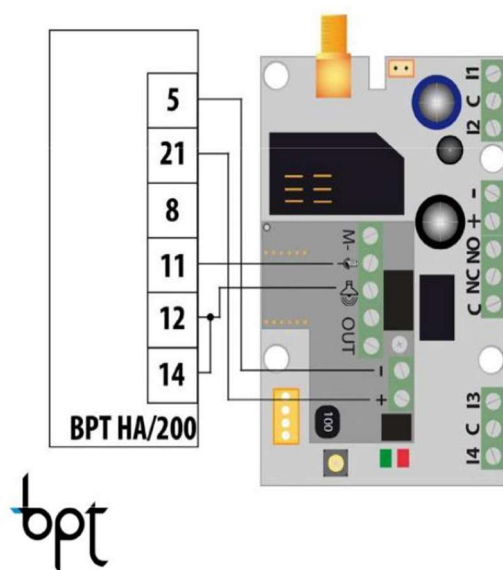 5
21
8
11
12
14
BPT HA/200
bpt
M-
OUT
-
+
100
I1
C
I2
-
+
NO
NC
C
I3
C
I4